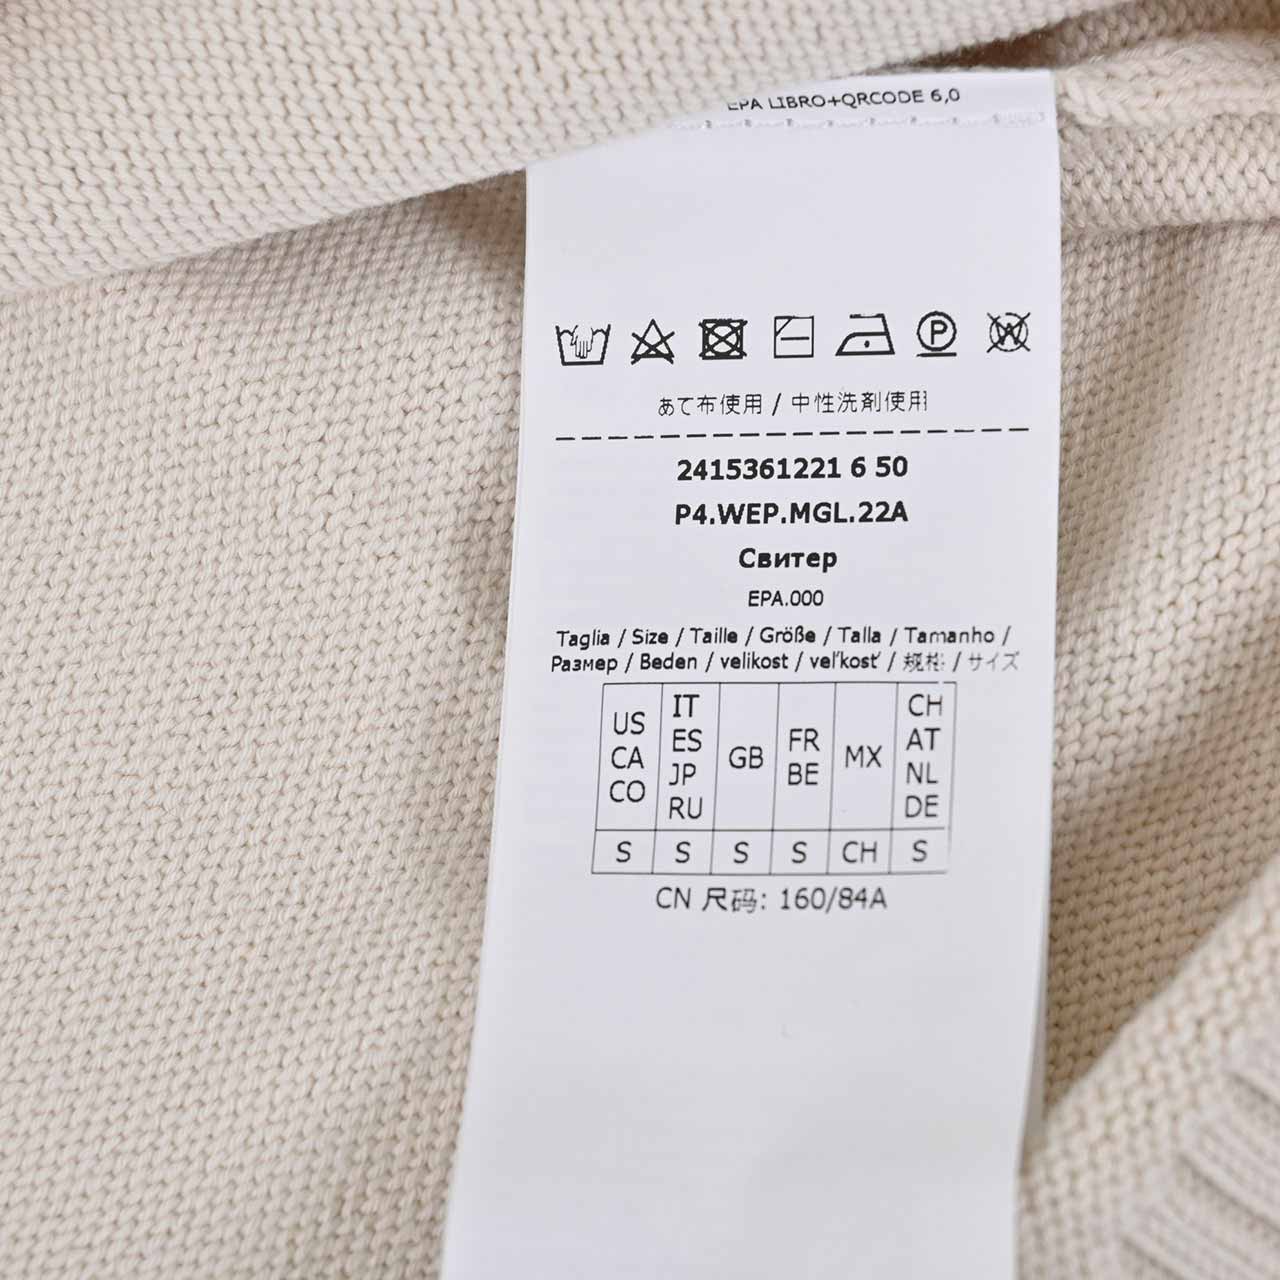 EPA LIBRO+QRCODE 6,0
P
W
あて布使用 / 中性洗剤使用
2415361221 6 50
P4.WEP.MGL.22A
Свитер
EPA.000
Taglia / Size / Taille / Größe / Talla / Tamanho /
Размер / Beden / velikost / veľkosť / 规格 / サイズ
US CA CO
IT ES JP RU
GB
FR BE
MX
CH AT NL DE
S S S S CH S
CN 尺码: 160/84A